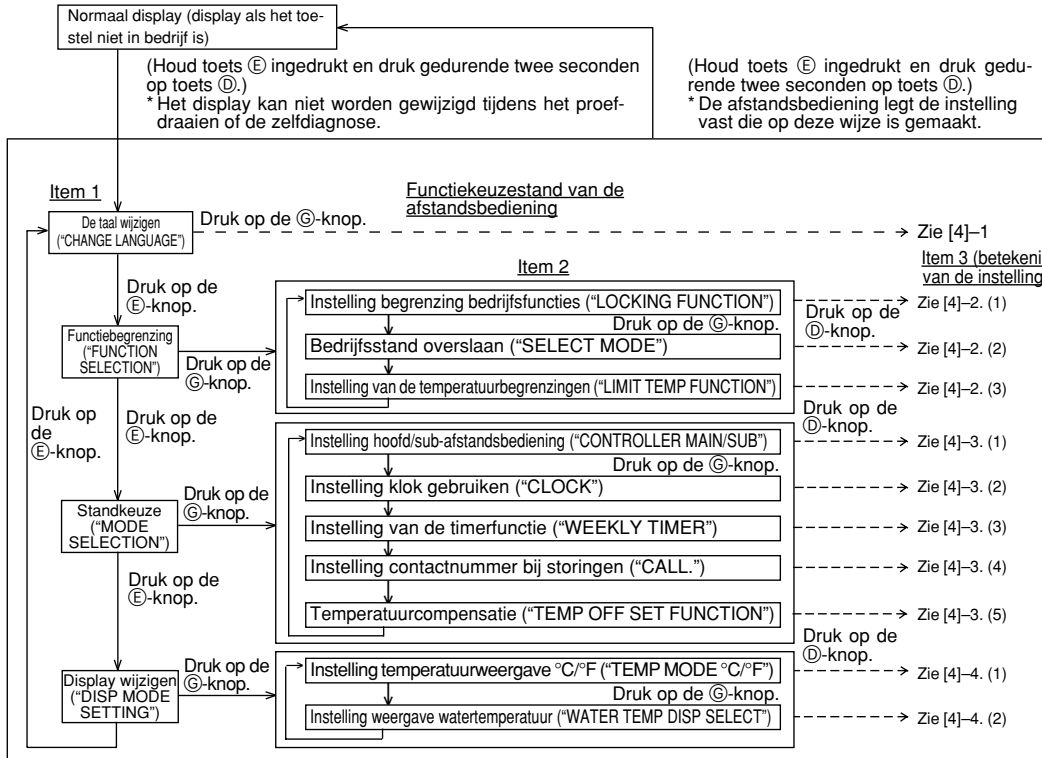 Normaal display (display als het toe-
stel niet in bedrijf is)
(Houd toets Ⓔ ingedrukt en druk gedurende twee seconden
op toets Ⓓ.)
* Het display kan niet worden gewijzigd tijdens het proef-
draaien of de zelfdiagnose.
(Houd toets Ⓔ ingedrukt en druk gedu-
rende twee seconden op toets Ⓓ.)
* De afstandsbediening legt de instelling
vast die op deze wijze is gemaakt.
Item 1
Functiekeuzestand van de
afstandsbediening
De taal wijzigen
(“CHANGE LANGUAGE”)
Druk op de Ⓖ-knop.
Zie [4]–1
Item 3 (betekeni
van de instelling
Item 2
Druk op de
Ⓔ-knop.
Functiebegrenzing
(“FUNCTION
SELECTION”)
Druk op de
Ⓖ-knop.
Instelling begrenzing bedrijfsfuncties (“LOCKING FUNCTION”)
Druk op de Ⓖ-knop.
Bedrijfsstand overslaan (“SELECT MODE”)
Instelling van de temperatuurbegrenzingen (“LIMIT TEMP FUNCTION”)
Druk op de
Ⓓ-knop.
Zie [4]–2. (1)
Zie [4]–2. (2)
Zie [4]–2. (3)
Druk op
de
Ⓔ-knop.
Druk op de
Ⓔ-knop.
Standkeuze
(“MODE
SELECTION”)
Druk op de
Ⓖ-knop.
Instelling hoofd/sub-afstandsbediening (“CONTROLLER MAIN/SUB”)
Druk op de Ⓖ-knop.
Instelling klok gebruiken (“CLOCK”)
Instelling van de timerfunctie (“WEEKLY TIMER”)
Instelling contactnummer bij storingen (“CALL.”)
Temperatuurcompensatie (“TEMP OFF SET FUNCTION”)
Druk op de
Ⓓ-knop.
Zie [4]–3. (1)
Zie [4]–3. (2)
Zie [4]–3. (3)
Zie [4]–3. (4)
Zie [4]–3. (5)
Druk op de
Ⓔ-knop.
Display wijzigen
(“DISP MODE
SETTING”)
Druk op de
Ⓖ-knop.
Instelling temperatuurweergave °C/°F (“TEMP MODE °C/°F”)
Druk op de Ⓖ-knop.
Instelling weergave watertemperatuur (“WATER TEMP DISP SELECT”)
Druk op de
Ⓓ-knop.
Zie [4]–4. (1)
Zie [4]–4. (2)